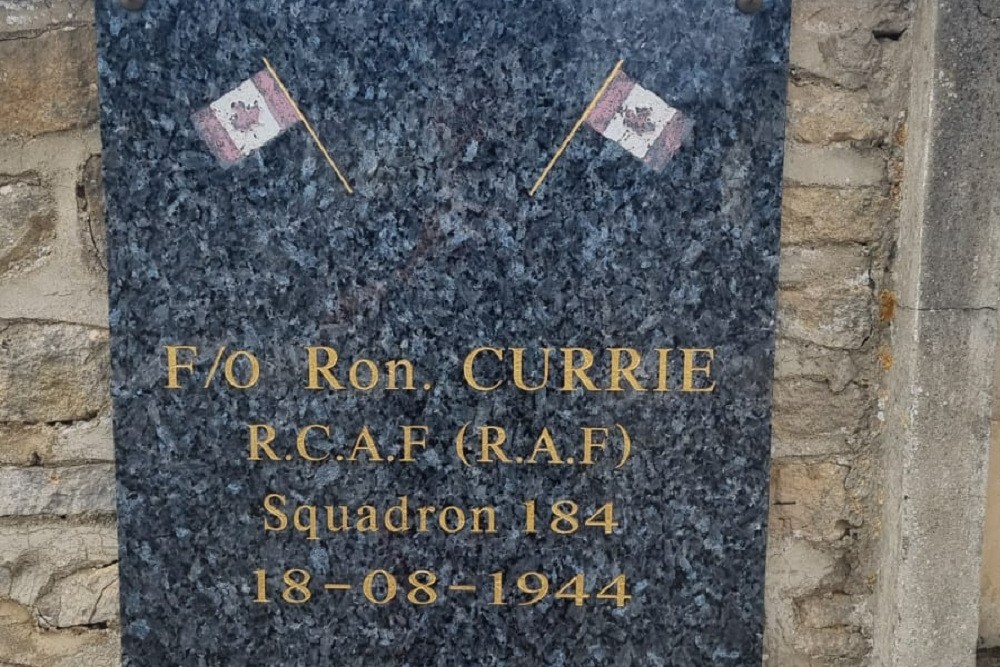 F/O Ron. CURRIE
R.C.A.F (R.A.F)
Squadron 184
18-08-1944